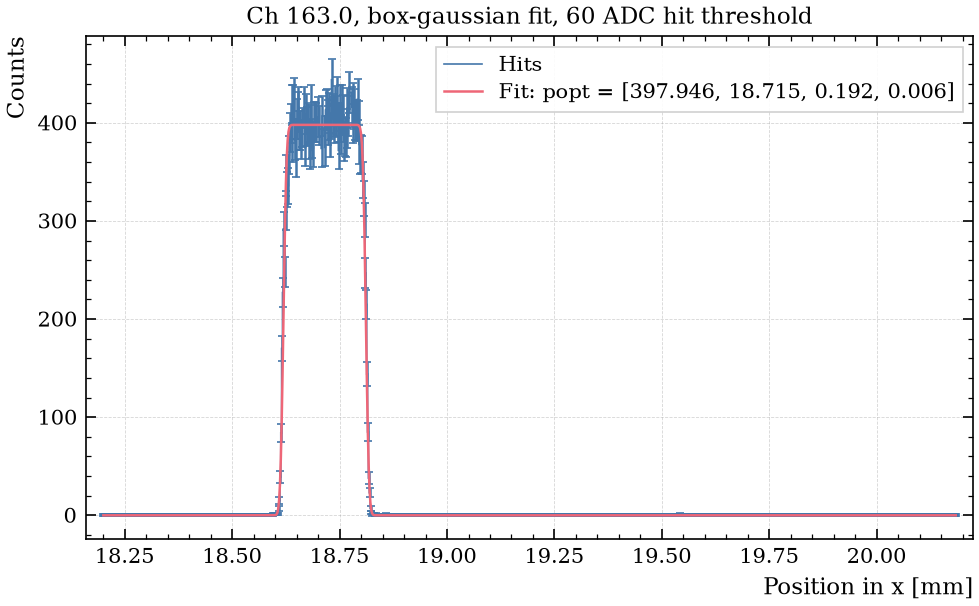 Ch 163.0, box-gaussian fit, 60 ADC hit threshold
Counts
Hits
Fit: popt = [397.946, 18.715, 0.192, 0.006]
400
300
200
100
0
18.25 18.50 18.75 19.00 19.25 19.50 19.75 20.00
Position in x [mm]